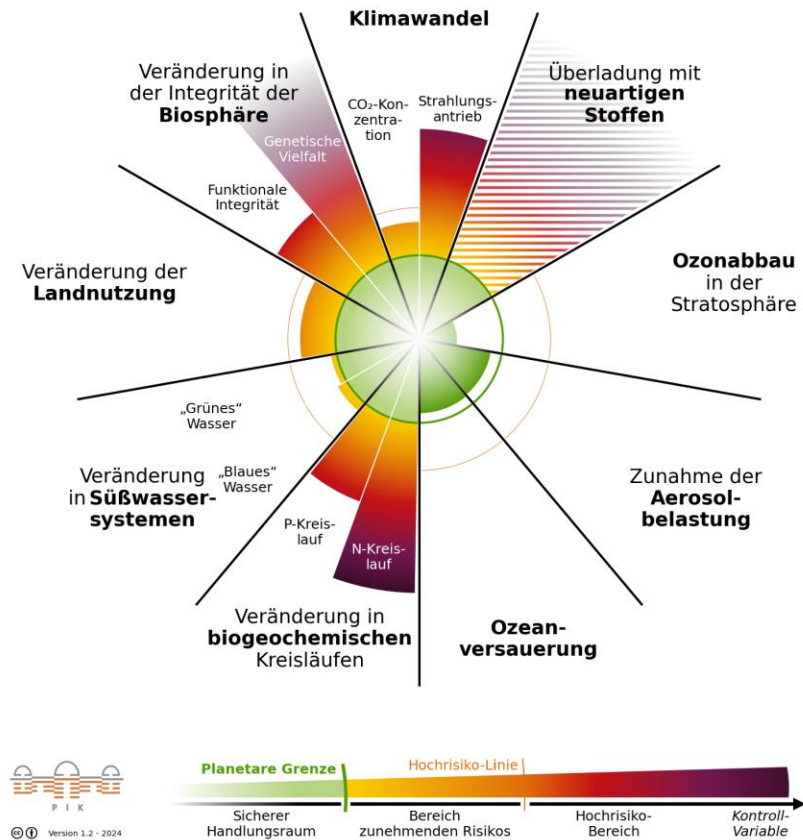 Klimawandel
Veränderung in
der Integrität der
Biosphäre
Genetische
Vielfalt
Funktionale
Integrität
CO₂-Kon-
zentra-
tion
Strahlungs-
antrieb
Überladung mit
neuartigen
Stoffen
Ozonabbau
in der
Stratosphäre
Veränderung der
Landnutzung
„Grünes“
Wasser
Veränderung
in Süßwasser-
systemen
„Blaues“
Wasser
Zunahme der
Aerosol-
belastung
P-Kreis-
lauf
N-Kreis-
lauf
Veränderung in
biogeochemischen
Kreisläufen
Ozean-
versauerung
Planetare Grenze
Hochrisiko-Linie
Sicherer
Handlungsraum
Bereich
zunehmenden Risikos
Hochrisiko-
Bereich
Kontroll-
Variable
PIK
cc Version 1.2 - 2024